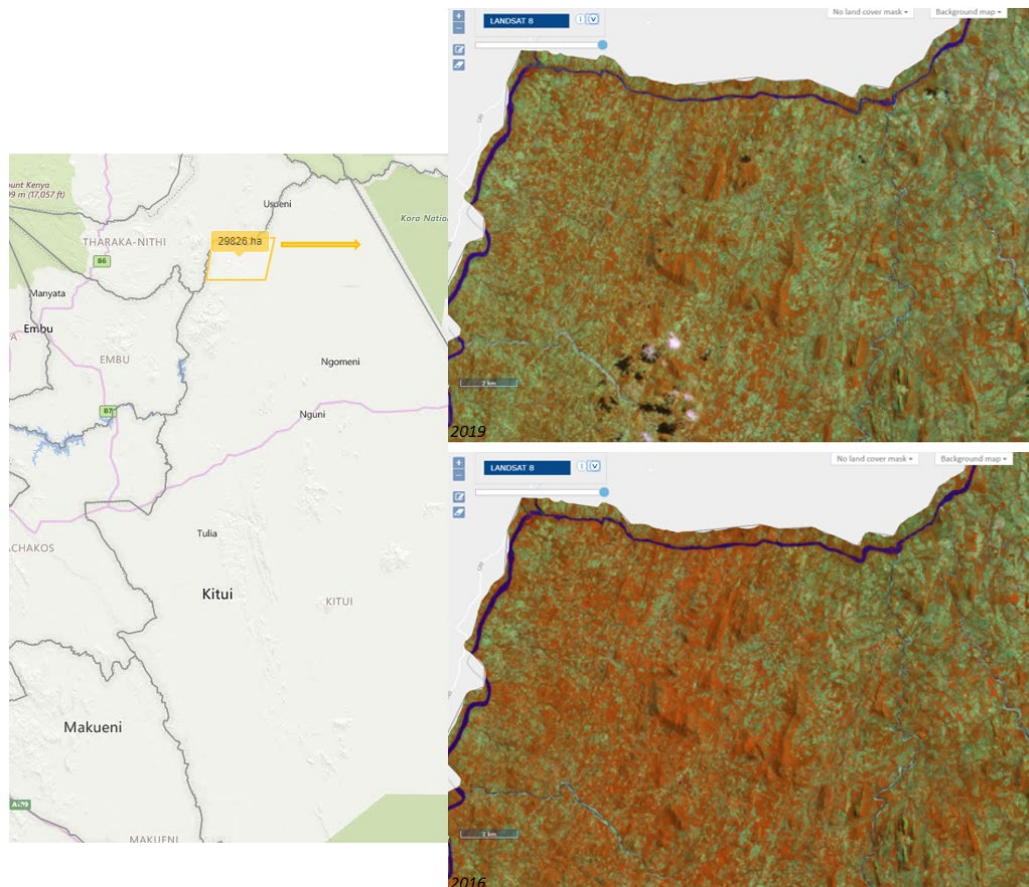 ount Kenya
99 m (17,057 ft)
THARAKA-NITHI
B6
Manyata
Embu
EMBU
B7
ACHAKOS
Makueni
MAKUENI
Useni
29826 ha
Kora Natio
Ngomeni
Nguni
Tulia
Kitui
KITUI
LANDSAT 8
No land cover mask
Background map
2 km
2019
LANDSAT 8
No land cover mask
Background map
2 km
2016